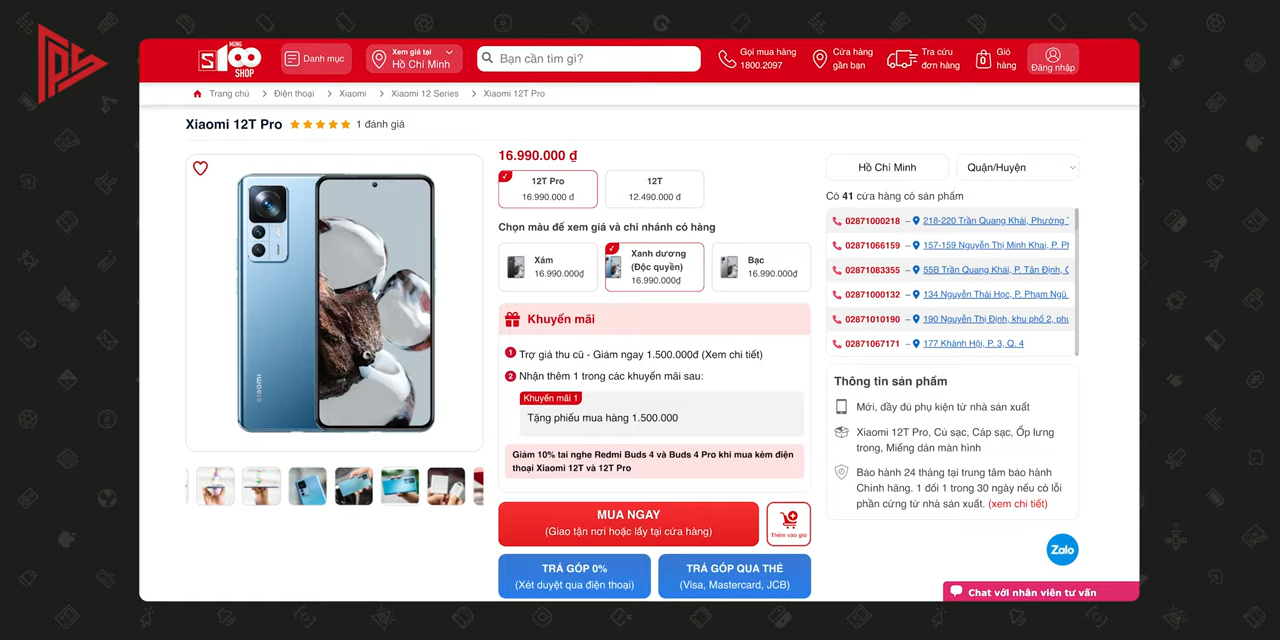 MỪNG
S100
SHOP
Danh mục
Xem giá tại
Hồ Chí Minh
Bạn cần tìm gì?
Gọi mua hàng
1800.2097
Cửa hàng
gần bạn
Tra cứu
đơn hàng
0
Giỏ
hàng
Đăng nhập
Trang chủ
Điện thoại
Xiaomi
Xiaomi 12 Series
Xiaomi 12T Pro
Xiaomi 12T Pro
1 đánh giá
xiaomi
16.990.000 ₫
12T Pro
16.990.000 ₫
12T
12.490.000 ₫
Chọn màu để xem giá và chi nhánh có hàng
Xám
16.990.000₫
Xanh dương
(Độc quyền)
16.990.000₫
Bạc
16.990.000₫
Khuyến mãi
1 Trợ giá thu cũ - Giảm ngay 1.500.000đ (Xem chi tiết)
2 Nhận thêm 1 trong các khuyến mãi sau:
Khuyến mãi 1
Tặng phiếu mua hàng 1.500.000
Giảm 10% tai nghe Redmi Buds 4 và Buds 4 Pro khi mua kèm điện
thoại Xiaomi 12T và 12T Pro
MUA NGAY
(Giao tận nơi hoặc lấy tại cửa hàng)
Thêm vào giỏ
TRẢ GÓP 0%
(Xét duyệt qua điện thoại)
TRẢ GÓP QUA THẺ
(Visa, Mastercard, JCB)
Hồ Chí Minh
Quận/Huyện
Có 41 cửa hàng có sản phẩm
02871000218 – 218-220 Trần Quang Khải, Phường
02871066159 – 157-159 Nguyễn Thị Minh Khai, P.
02871083355 – 55B Trần Quang Khải, P. Tân Định,
02871000132 – 134 Nguyễn Thái Học, P. Phạm Ngũ
02871010190 – 190 Nguyễn Thị Định, khu phố 2,
02871067171 – 177 Khánh Hội, P. 3, Q. 4
Thông tin sản phẩm
Mới, đầy đủ phụ kiện từ nhà sản xuất
Xiaomi 12T Pro, Củ sạc, Cáp sạc, Ốp lưng
trong, Miếng dán màn hình
Bảo hành 24 tháng tại trung tâm bảo hành
Chính hãng. 1 đổi 1 trong 30 ngày nếu có lỗi
phần cứng từ nhà sản xuất. (xem chi tiết)
Zalo
Chat với nhân viên tư vấn